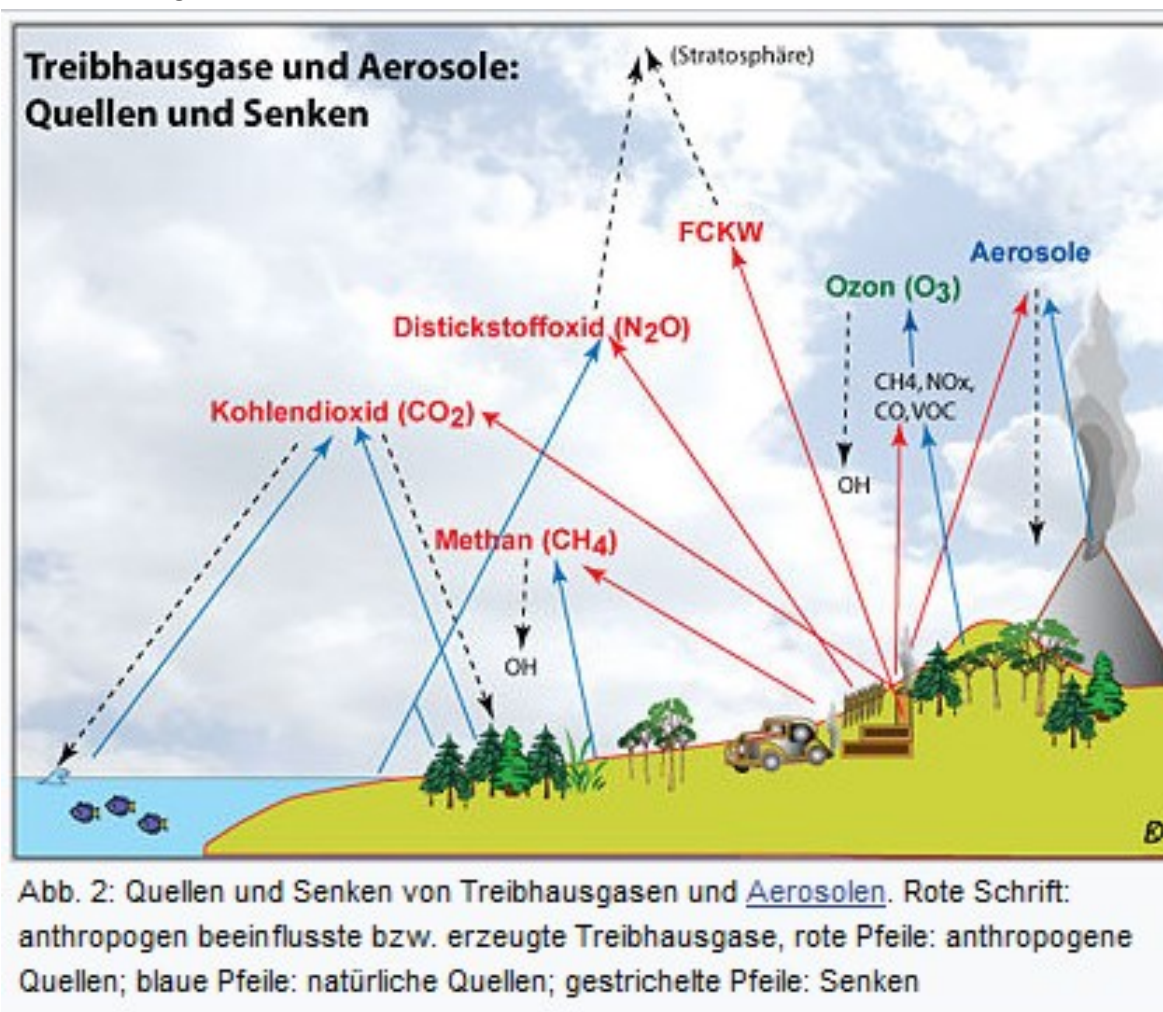 Treibhausgase und Aerosole:
Quellen und Senken
(Stratosphäre)
FCKW
Aerosole
Ozon (O3)
Distickstoffoxid (N2O)
CH4, NOx,
CO, VOC
Kohlendioxid (CO2)
OH
Methan (CH4)
OH
Abb. 2: Quellen und Senken von Treibhausgasen und Aerosolen. Rote Schrift:
anthropogen beeinflusste bzw. erzeugte Treibhausgase, rote Pfeile: anthropogene
Quellen; blaue Pfeile: natürliche Quellen; gestrichelte Pfeile: Senken